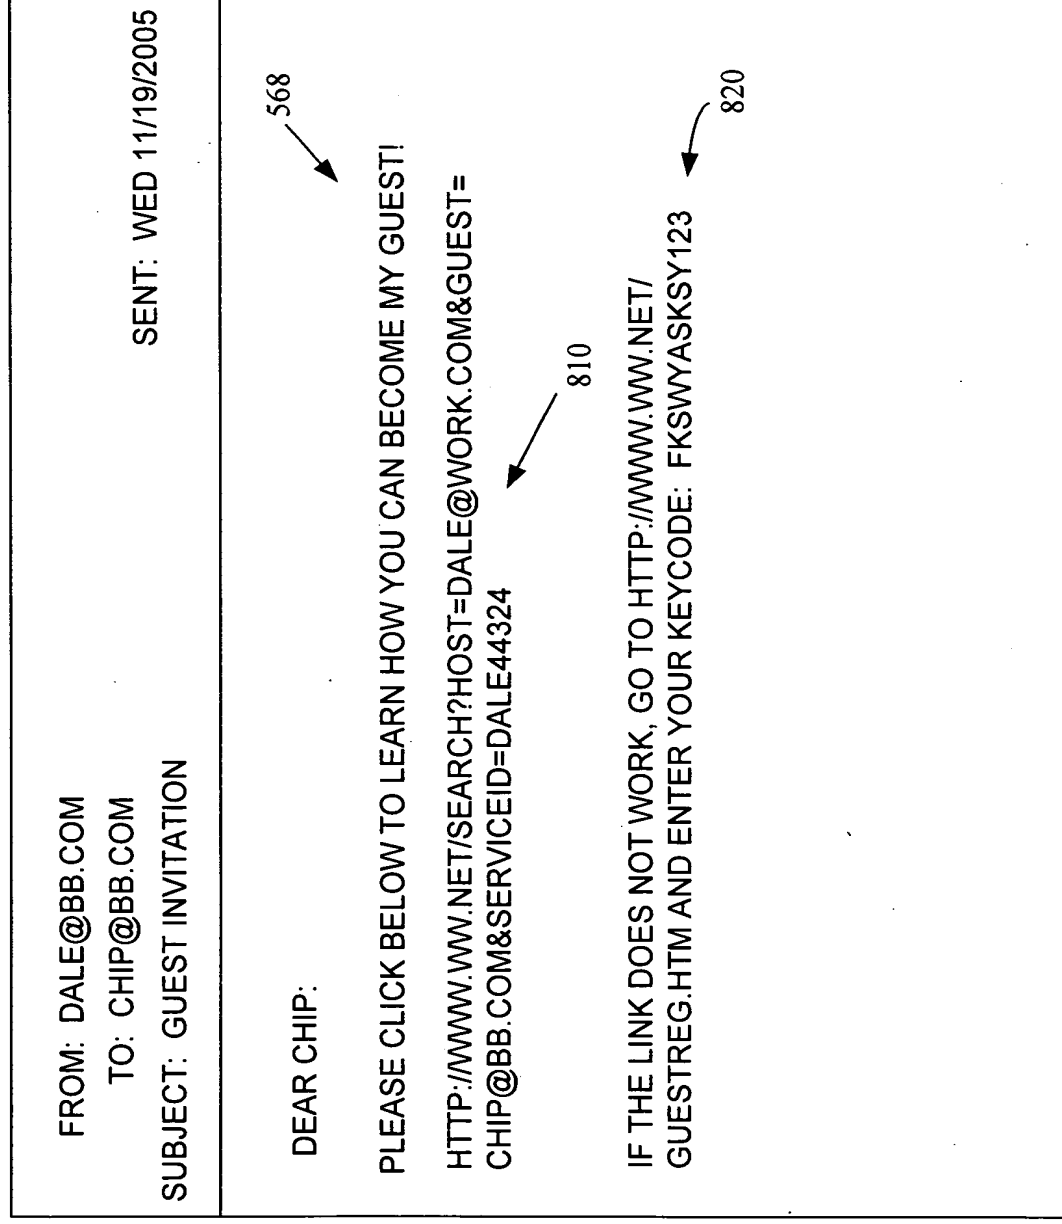 FROM: DALE@BB.COM
TO: CHIP@BB.COM
SENT: WED 11/19/2005
SUBJECT: GUEST INVITATION
568
DEAR CHIP:
PLEASE CLICK BELOW TO LEARN HOW YOU CAN BECOME MY GUEST!
HTTP://WWW.WW.NET/SEARCH?HOST=DALE@WORK.COM&GUEST=
CHIP@BB.COM&SERVICEID=DALE44324
810
IF THE LINK DOES NOT WORK, GO TO HTTP://WWW.WW.NET/
GUESTREG.HTM AND ENTER YOUR KEYCODE: FKSWYASKSY123
820